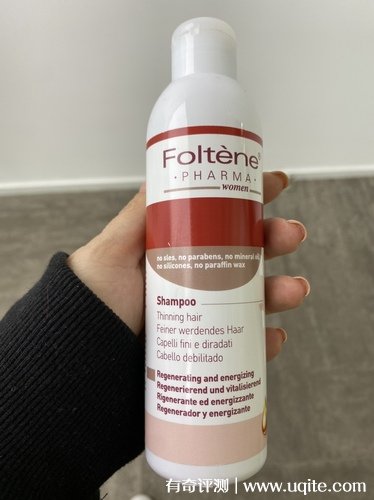 Foltène®
·PHARMA·
women
no sles, no parabens, no mineral oil
no silicones, no paraffin wax
Shampoo
Thinning hair
Feiner werdendes Haar
Capelli fini e diradati
Cabello debilitado
Regenerating and energizing
Regenerierend und vitalisierend
Rigenerante ed energizzante
Regenerador y energizante
有奇评测 | www.uqite.com